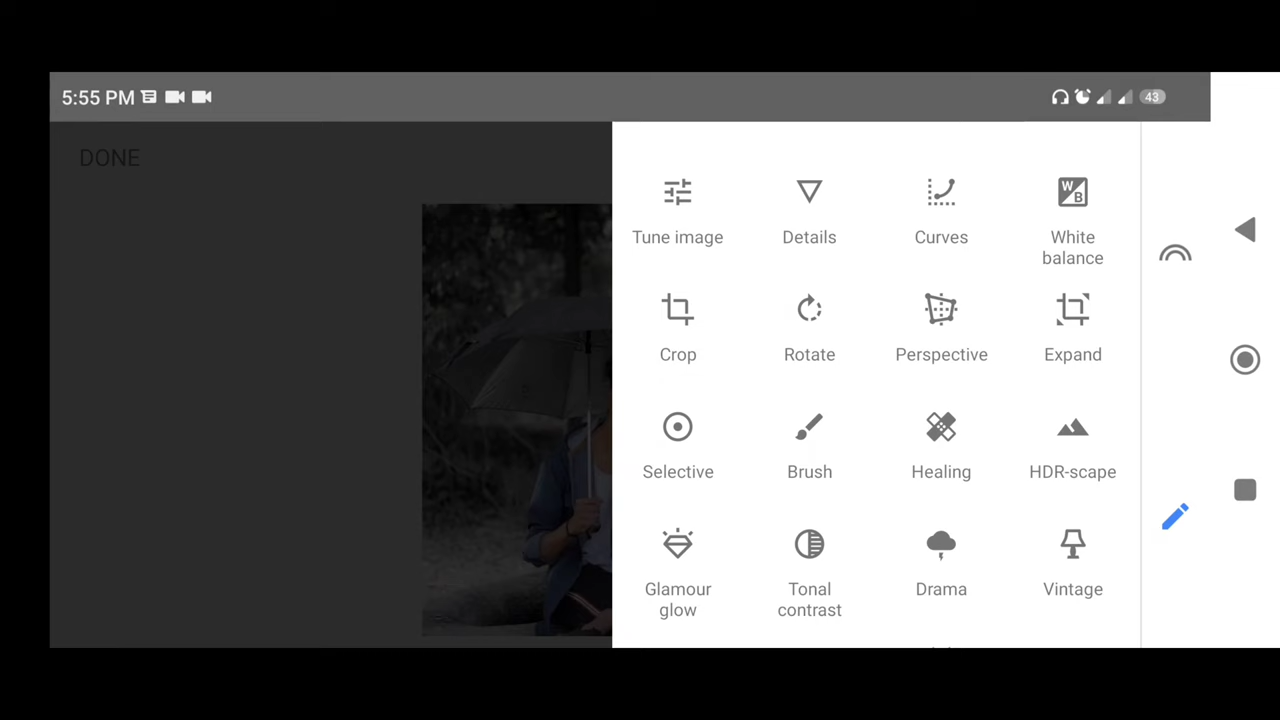 5:55 PM
43
DONE
Tune image
Details
Curves
White balance
Crop
Rotate
Perspective
Expand
Selective
Brush
Healing
HDR-scape
Glamour glow
Tonal contrast
Drama
Vintage